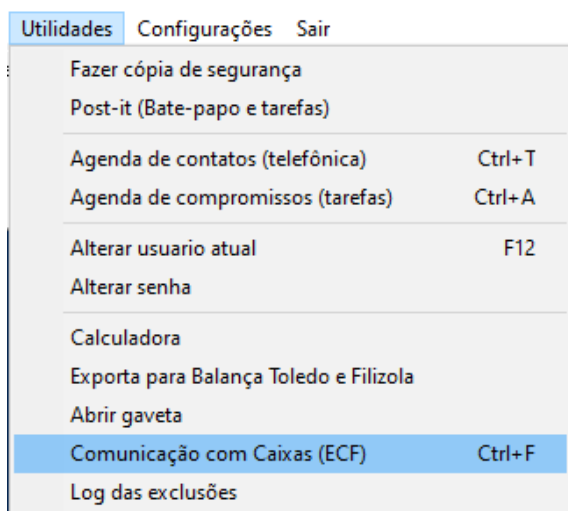 Utilidades Configurações Sair
Fazer cópia de segurança
Post-it (Bate-papo e tarefas)
Agenda de contatos (telefônica) Ctrl+T
Agenda de compromissos (tarefas) Ctrl+A
Alterar usuario atual F12
Alterar senha
Calculadora
Exporta para Balança Toledo e Filizola
Abrir gaveta
Comunicação com Caixas (ECF) Ctrl+F
Log das exclusões